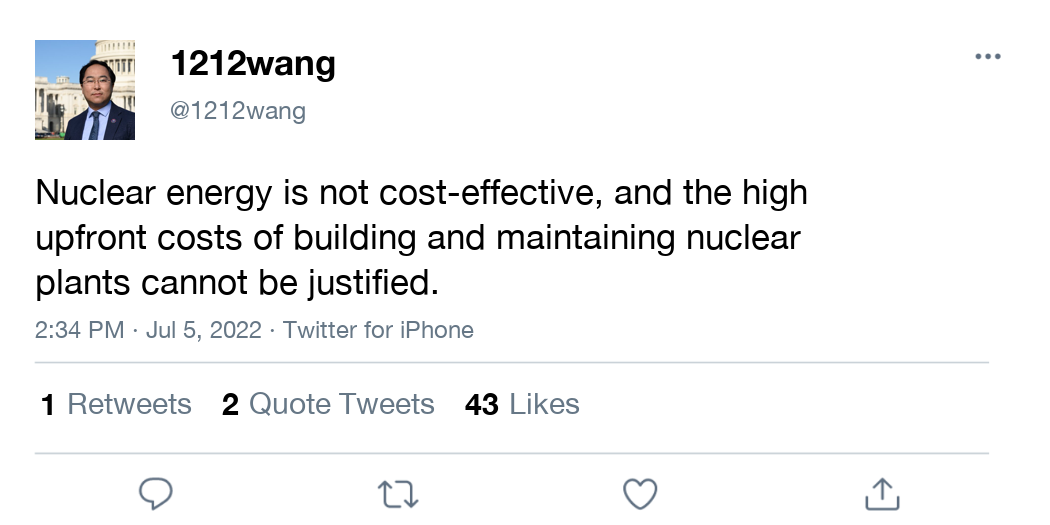 1212wang
@1212wang
Nuclear energy is not cost-effective, and the high
upfront costs of building and maintaining nuclear
plants cannot be justified.
2:34 PM · Jul 5, 2022 · Twitter for iPhone
1 Retweets 2 Quote Tweets 43 Likes